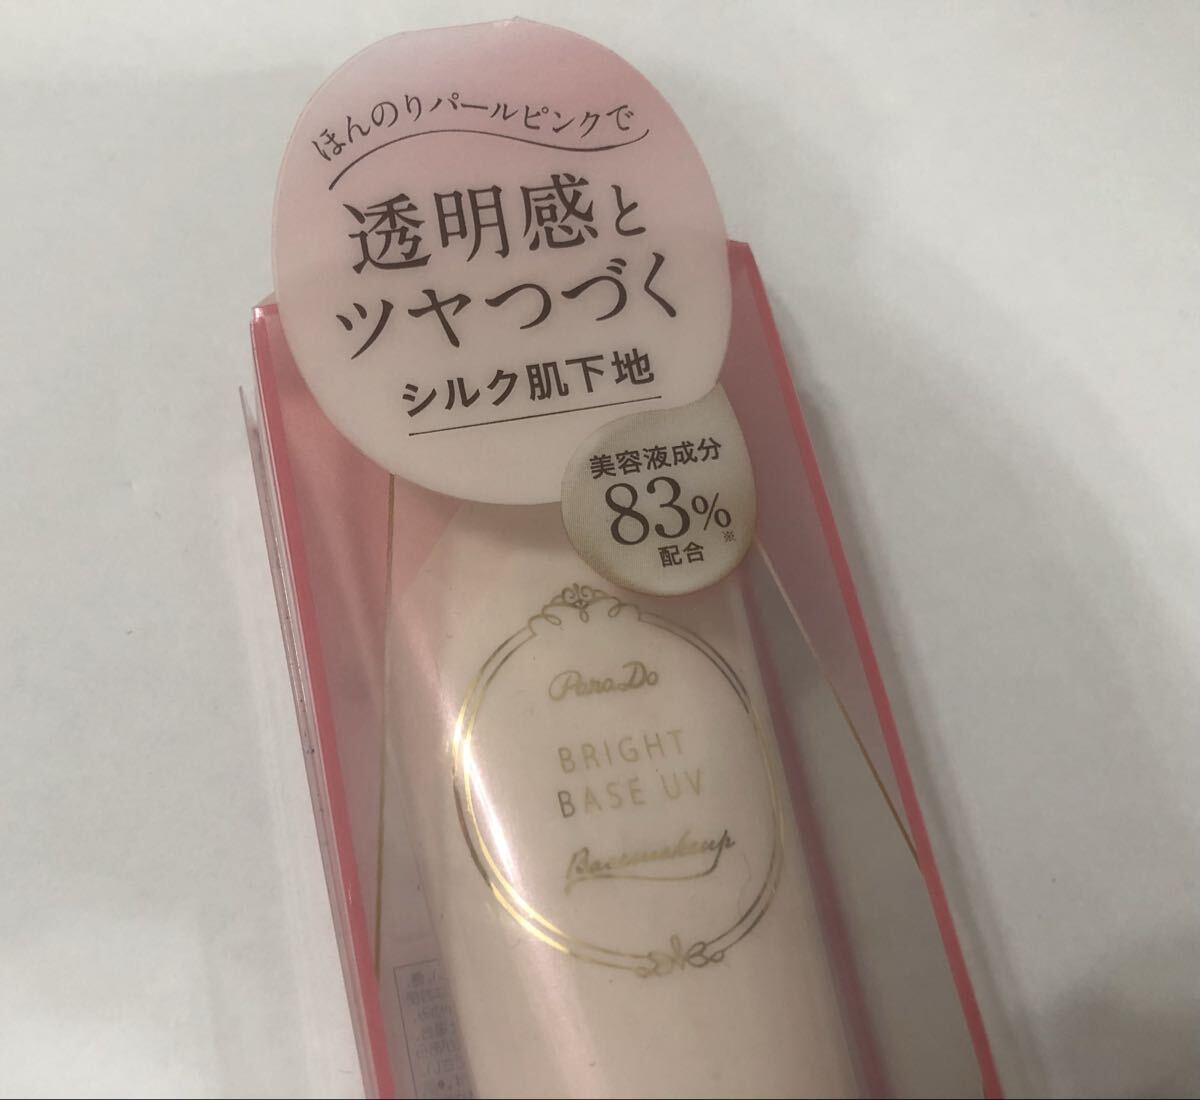 ほんのりパールピンクで
透明感と
ツヤつづく
シルク肌下地
美容液成分
83%※
配合
ParaDo
BRIGHT
BASE UV
Basemakeup